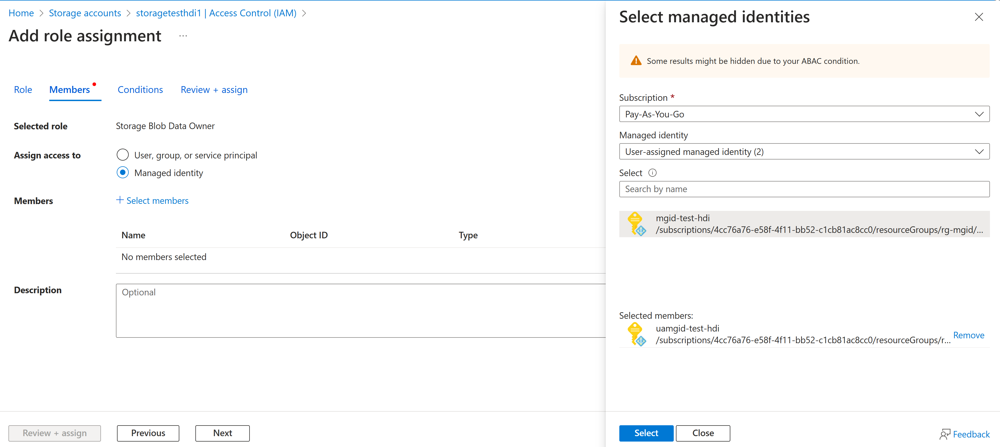 Home > Storage accounts > storagetesthdi1 | Access Control (IAM) >
Add role assignment ...
Role Members Conditions Review + assign
Selected role Storage Blob Data Owner
Assign access to User, group, or service principal
Managed identity
Members + Select members
Name Object ID Type
No members selected
Description Optional
Review + assign Previous Next
Select managed identities
Some results might be hidden due to your ABAC condition.
Subscription *
Pay-As-You-Go
Managed identity
User-assigned managed identity (2)
Select
Search by name
mgid-test-hdi
/subscriptions/4cc76a76-e58f-4f11-bb52-c1cb81ac8cc0/resourceGroups/rg-mgid/...
Selected members:
uamgid-test-hdi
/subscriptions/4cc76a76-e58f-4f11-bb52-c1cb81ac8cc0/resourceGroups/r... Remove
Select Close Feedback